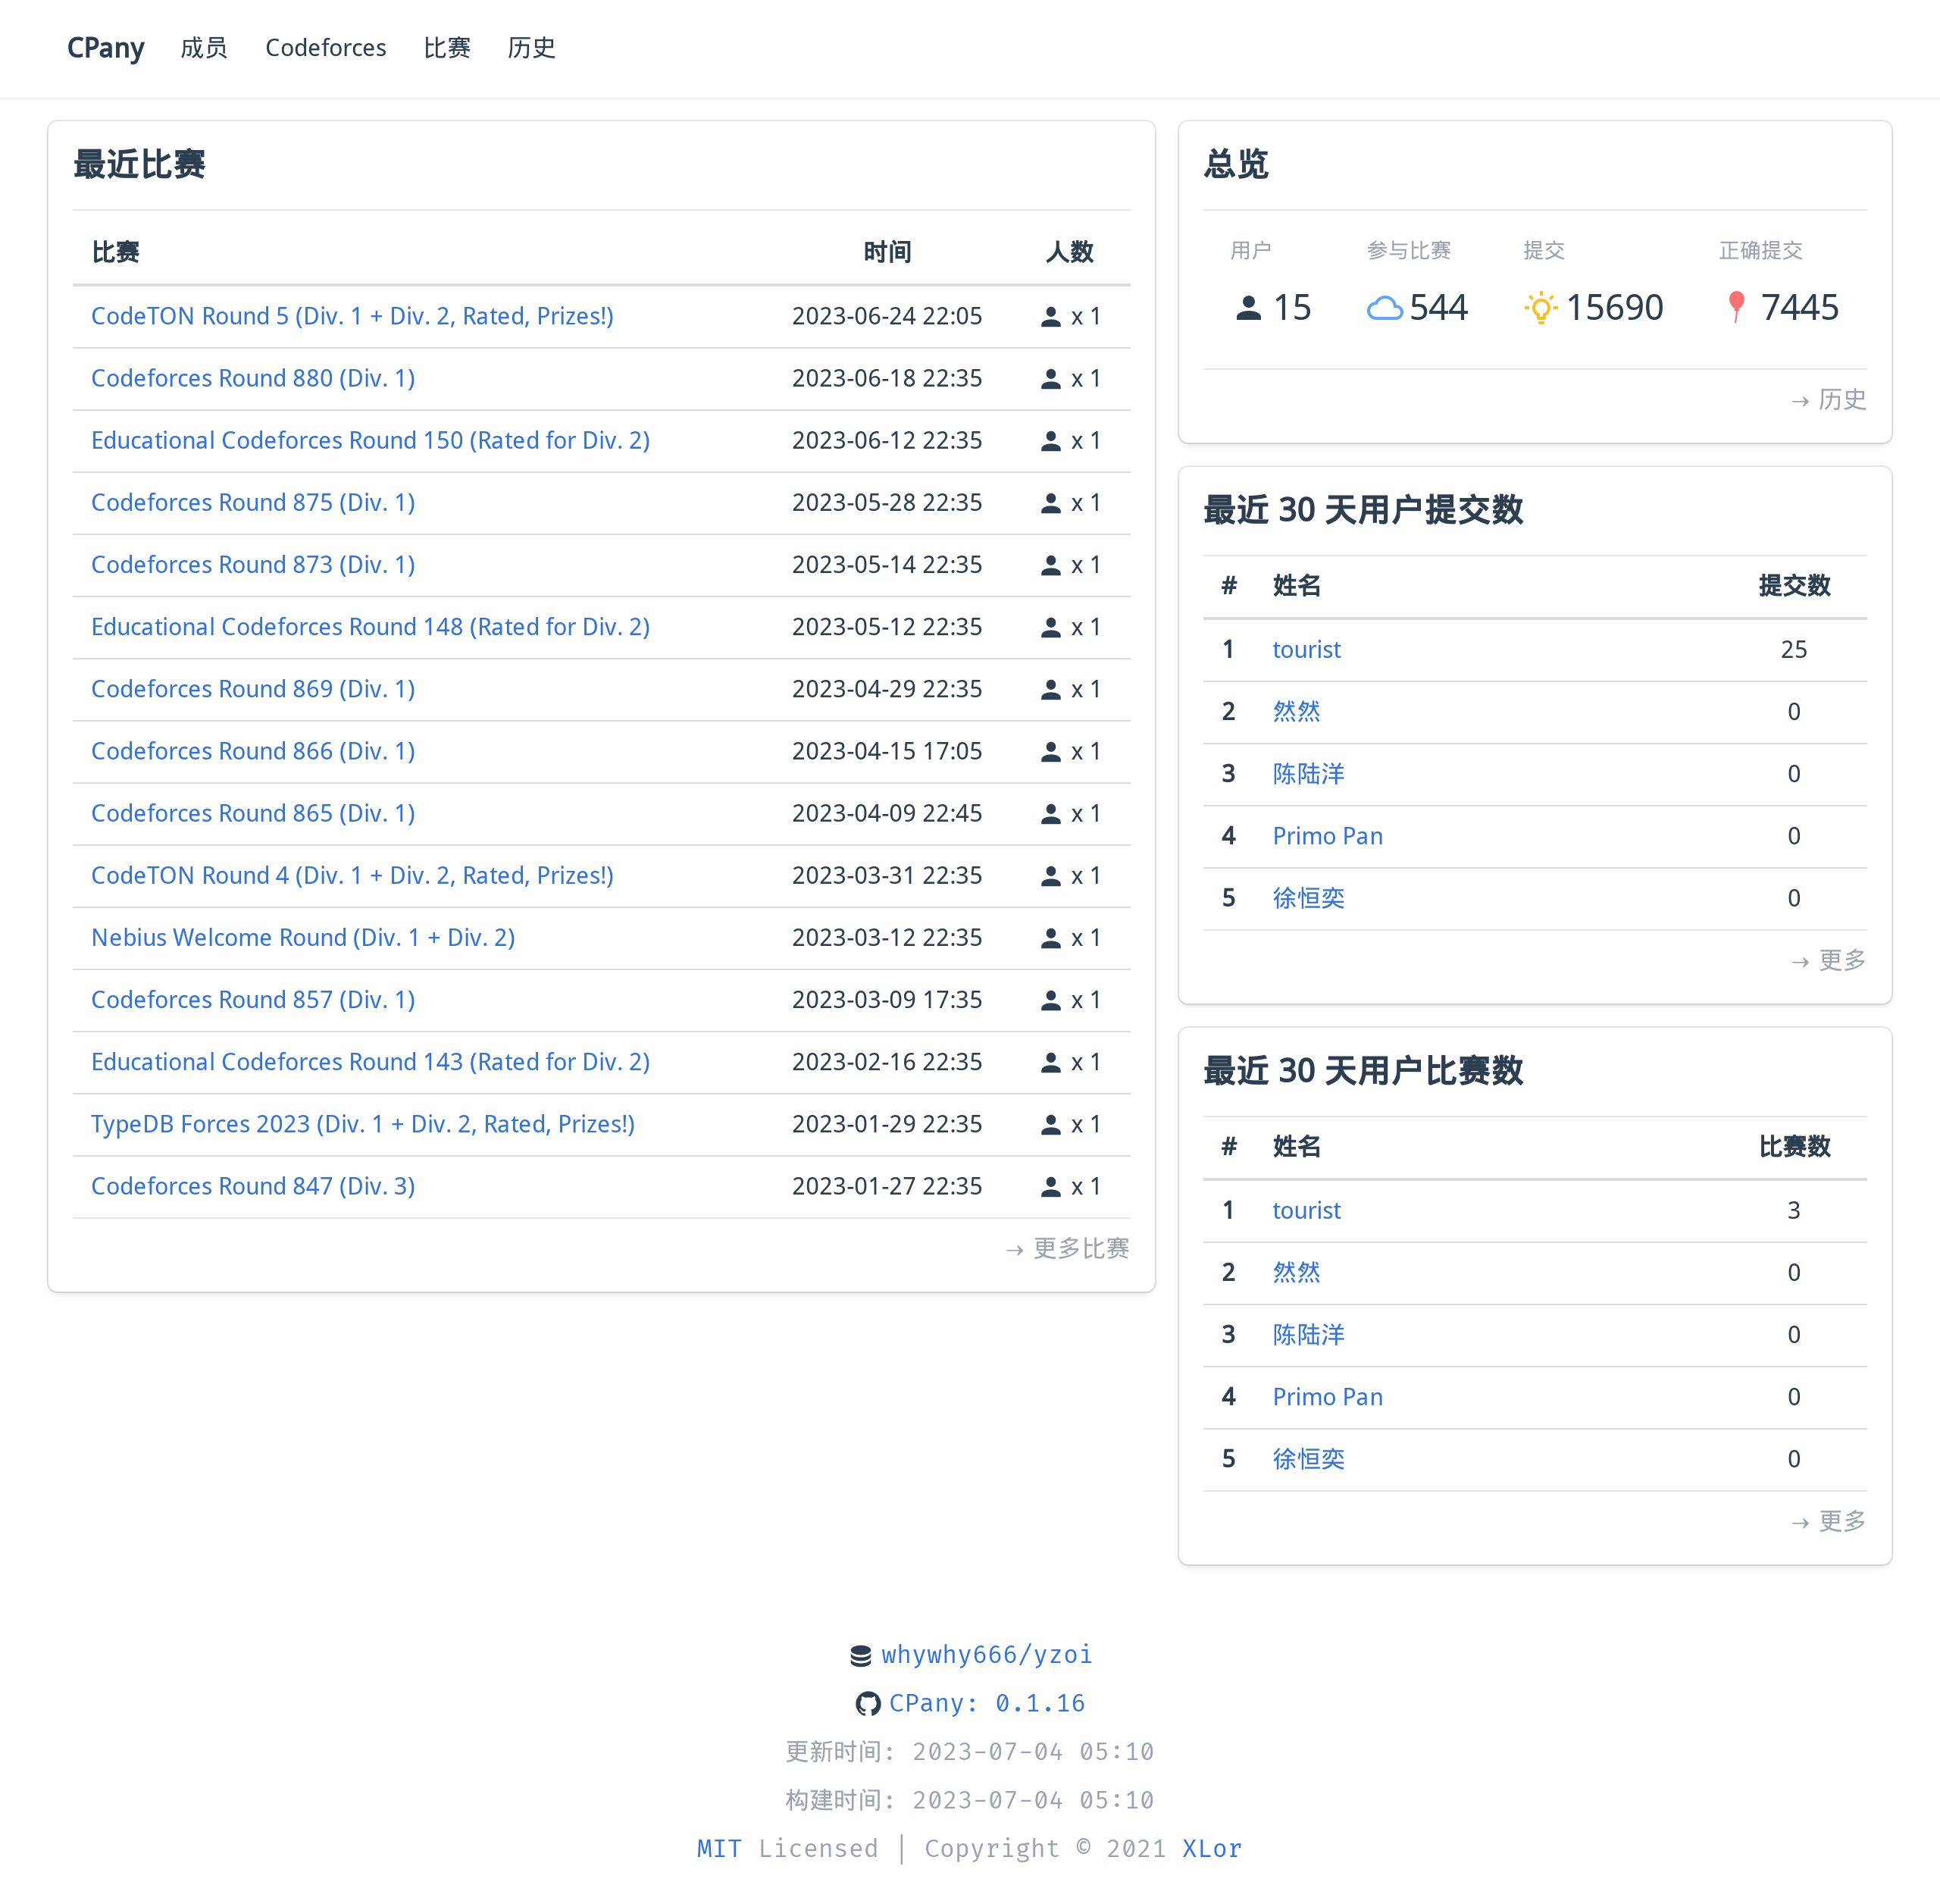 CPany 成员 Codeforces 比赛 历史
最近比赛
比赛 时间 人数
CodeTON Round 5 (Div. 1 + Div. 2, Rated, Prizes!) 2023-06-24 22:05 x 1
Codeforces Round 880 (Div. 1) 2023-06-18 22:35 x 1
Educational Codeforces Round 150 (Rated for Div. 2) 2023-06-12 22:35 x 1
Codeforces Round 875 (Div. 1) 2023-05-28 22:35 x 1
Codeforces Round 873 (Div. 1) 2023-05-14 22:35 x 1
Educational Codeforces Round 148 (Rated for Div. 2) 2023-05-12 22:35 x 1
Codeforces Round 869 (Div. 1) 2023-04-29 22:35 x 1
Codeforces Round 866 (Div. 1) 2023-04-15 17:05 x 1
Codeforces Round 865 (Div. 1) 2023-04-09 22:45 x 1
CodeTON Round 4 (Div. 1 + Div. 2, Rated, Prizes!) 2023-03-31 22:35 x 1
Nebius Welcome Round (Div. 1 + Div. 2) 2023-03-12 22:35 x 1
Codeforces Round 857 (Div. 1) 2023-03-09 17:35 x 1
Educational Codeforces Round 143 (Rated for Div. 2) 2023-02-16 22:35 x 1
TypeDB Forces 2023 (Div. 1 + Div. 2, Rated, Prizes!) 2023-01-29 22:35 x 1
Codeforces Round 847 (Div. 3) 2023-01-27 22:35 x 1
→ 更多比赛
总览
用户 参与比赛 提交 正确提交
15 544 15690 7445
→ 历史
最近 30 天用户提交数
# 姓名 提交数
1 tourist 25
2 然然 0
3 陈陆洋 0
4 Primo Pan 0
5 徐恒奕 0
→ 更多
最近 30 天用户比赛数
# 姓名 比赛数
1 tourist 3
2 然然 0
3 陈陆洋 0
4 Primo Pan 0
5 徐恒奕 0
→ 更多
whywhy666/yzoi
CPany: 0.1.16
更新时间: 2023-07-04 05:10
构建时间: 2023-07-04 05:10
MIT Licensed | Copyright © 2021 XLor